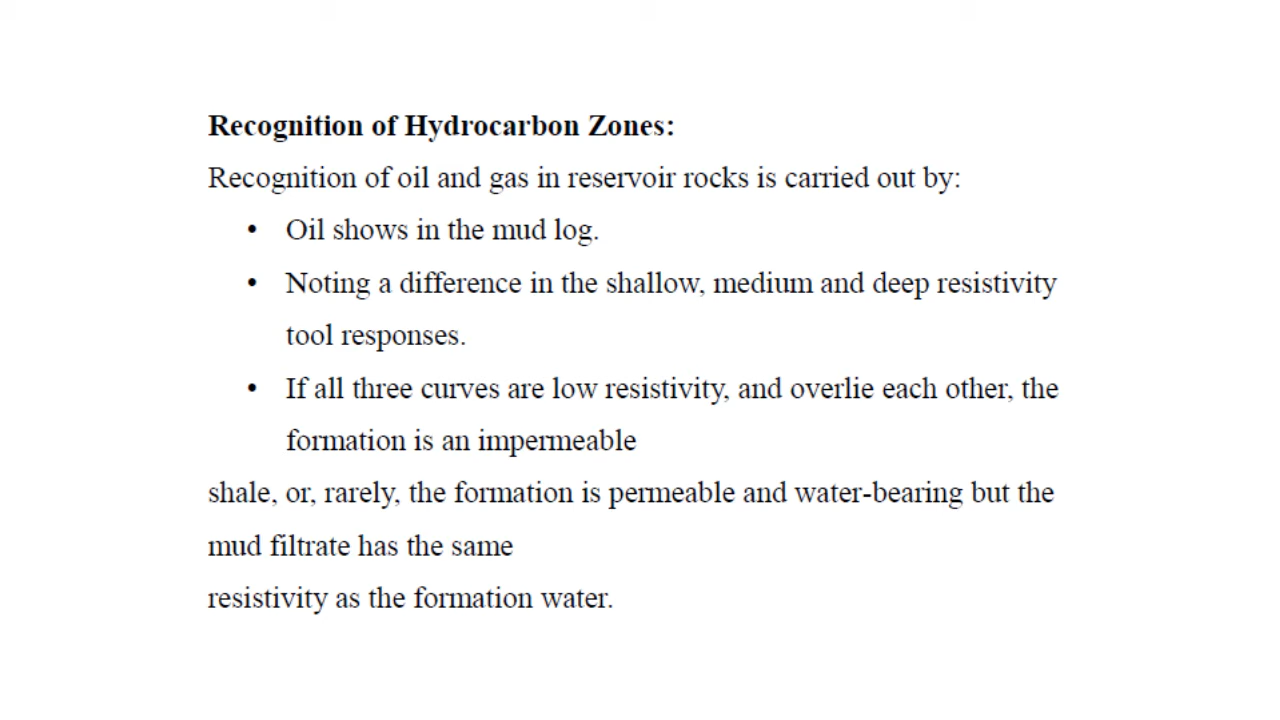 Recognition of Hydrocarbon Zones:
Recognition of oil and gas in reservoir rocks is carried out by:
• Oil shows in the mud log.
• Noting a difference in the shallow, medium and deep resistivity
tool responses.
• If all three curves are low resistivity, and overlie each other, the
formation is an impermeable
shale, or, rarely, the formation is permeable and water-bearing but the
mud filtrate has the same
resistivity as the formation water.